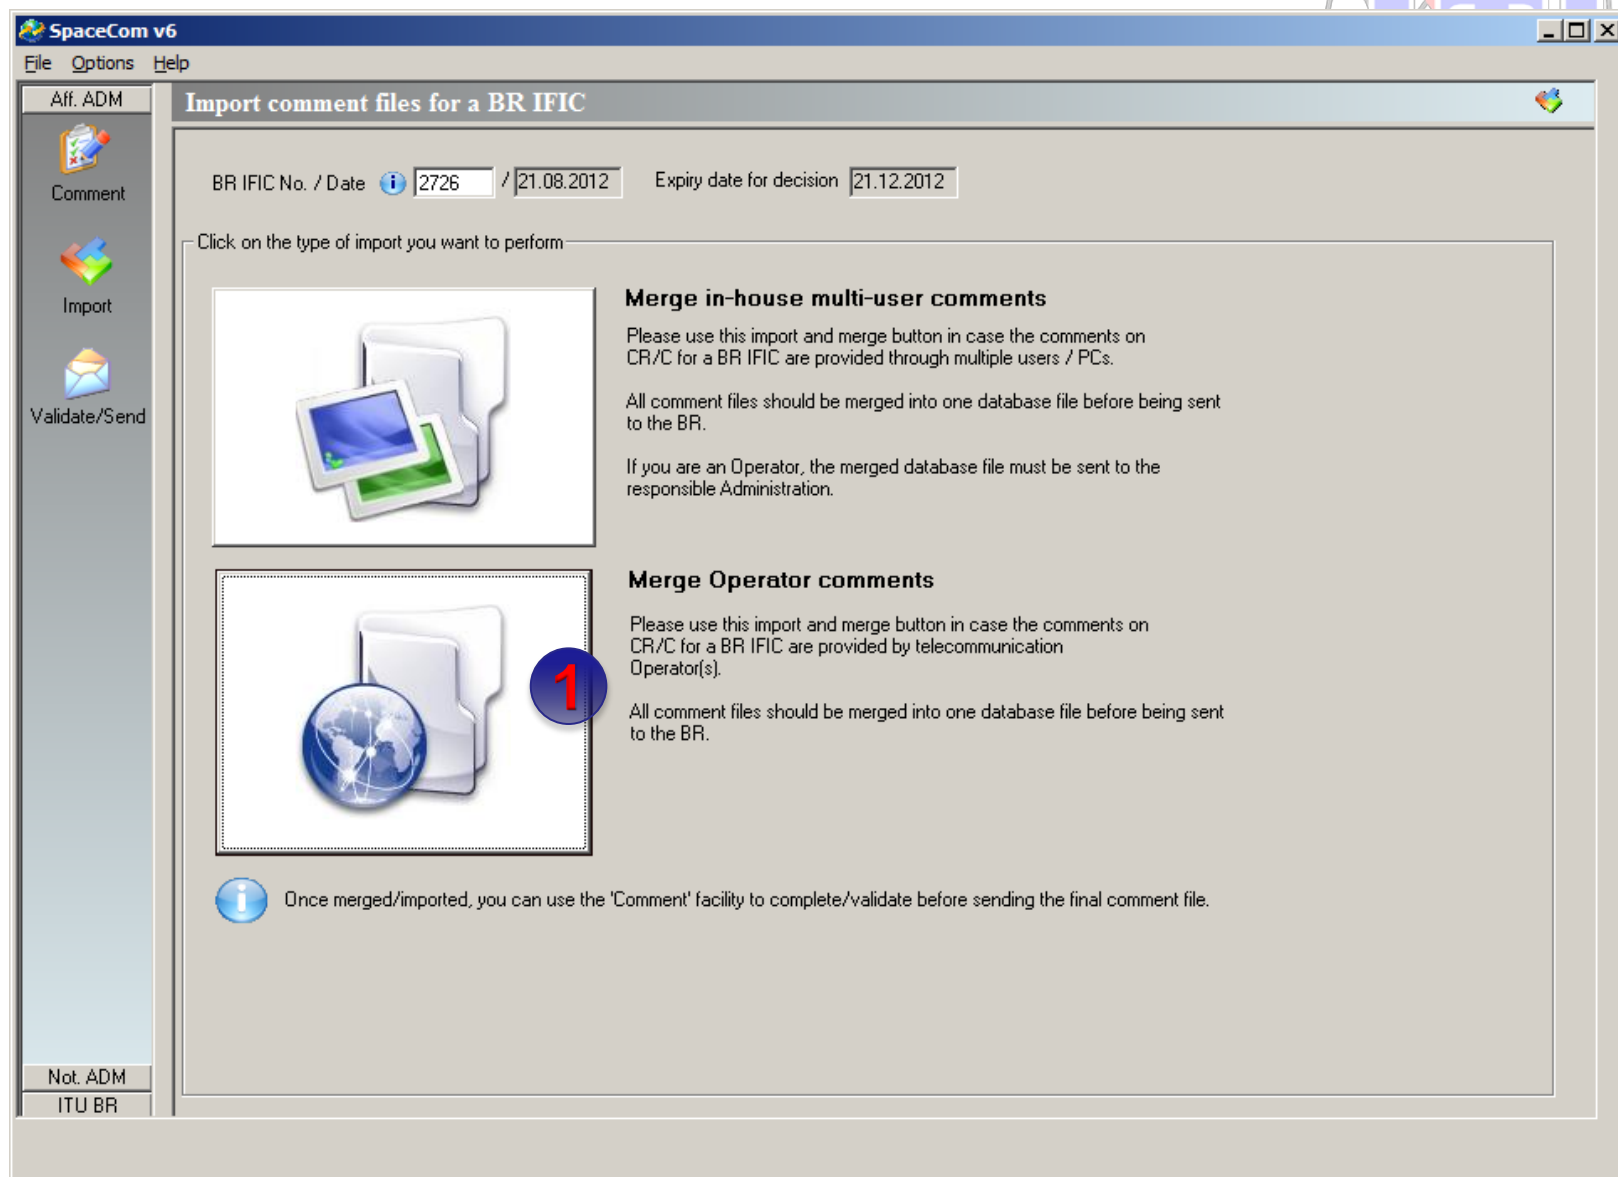 SpaceCom v6
File Options Help
Aff. ADM
Import comment files for a BR IFIC
Comment
Import
Validate/Send
BR IFIC No. / Date 2726 / 21.08.2012 Expiry date for decision 21.12.2012
Click on the type of import you want to perform
Merge in-house multi-user comments
Please use this import and merge button in case the comments on
CR/C for a BR IFIC are provided through multiple users / PCs.
All comment files should be merged into one database file before being sent
to the BR.
If you are an Operator, the merged database file must be sent to the
responsible Administration.
Merge Operator comments
Please use this import and merge button in case the comments on
CR/C for a BR IFIC are provided by telecommunication
Operator(s).
1
All comment files should be merged into one database file before being sent
to the BR.
Once merged/imported, you can use the 'Comment' facility to complete/validate before sending the final comment file.
Not. ADM
ITU BR